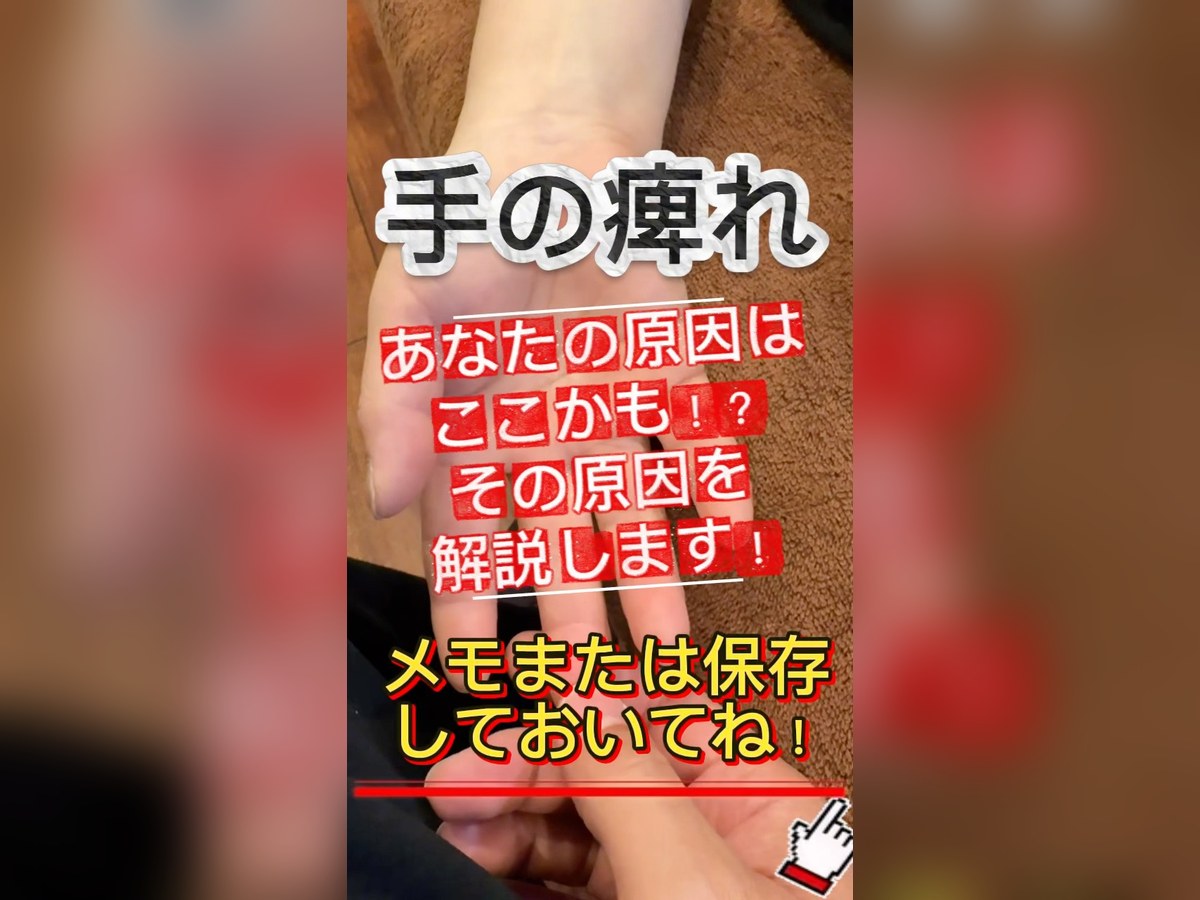 手の痺れ
あなたの原因は
ここかも！？
その原因を
解説します！
メモまたは保存
しておいてね！